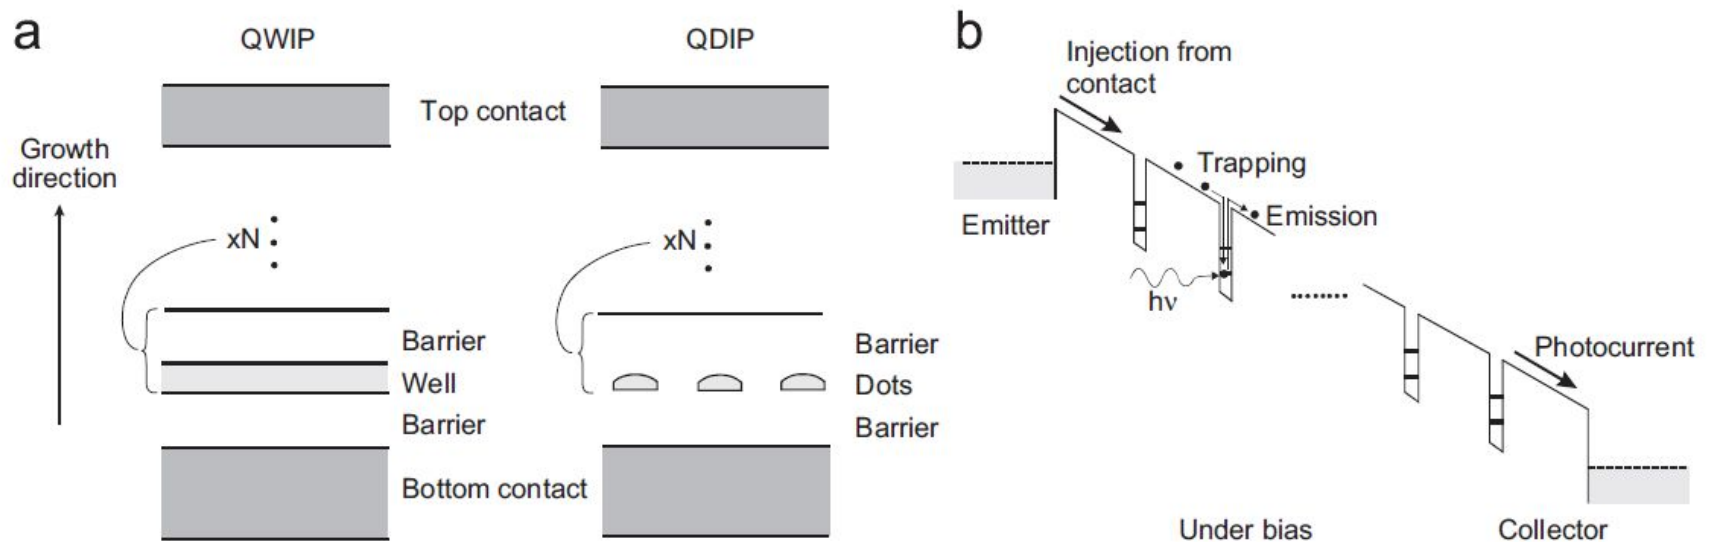 a
QWIP
QDIP
Top contact
Growth
direction
xN
xN
Barrier
Well
Barrier
Barrier
Dots
Barrier
Bottom contact
b
Injection from
contact
Trapping
Emission
Emitter
hν
Photocurrent
Under bias
Collector